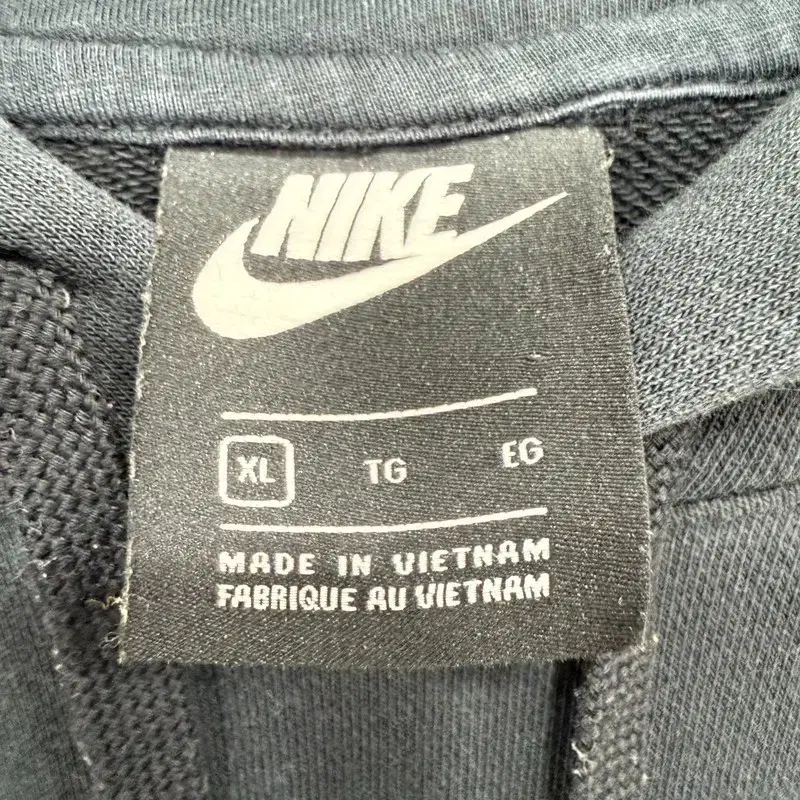 NIKE
XL TG EG
MADE IN VIETNAM
FABRIQUE AU VIETNAM